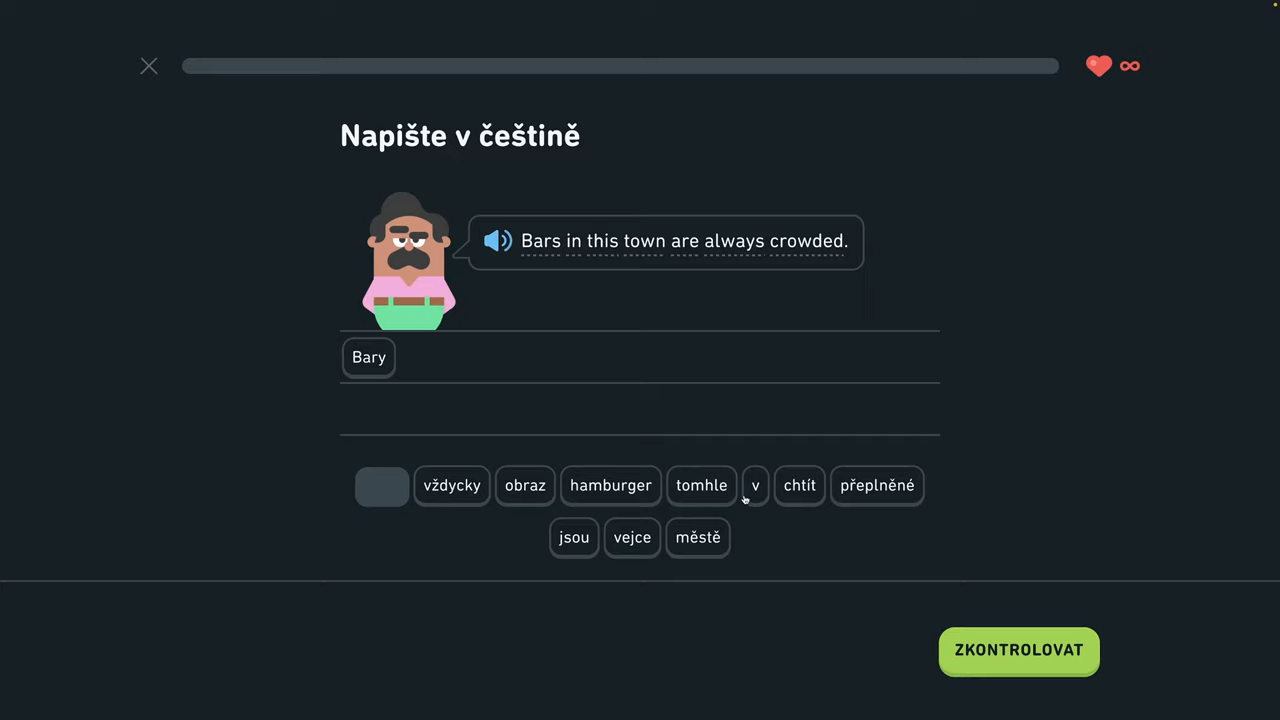 ∞
Napište v češtině
Bars in this town are always crowded.
Bary
vždycky obraz hamburger tomhle v chtít přeplněné
jsou vejce městě
ZKONTROLOVAT